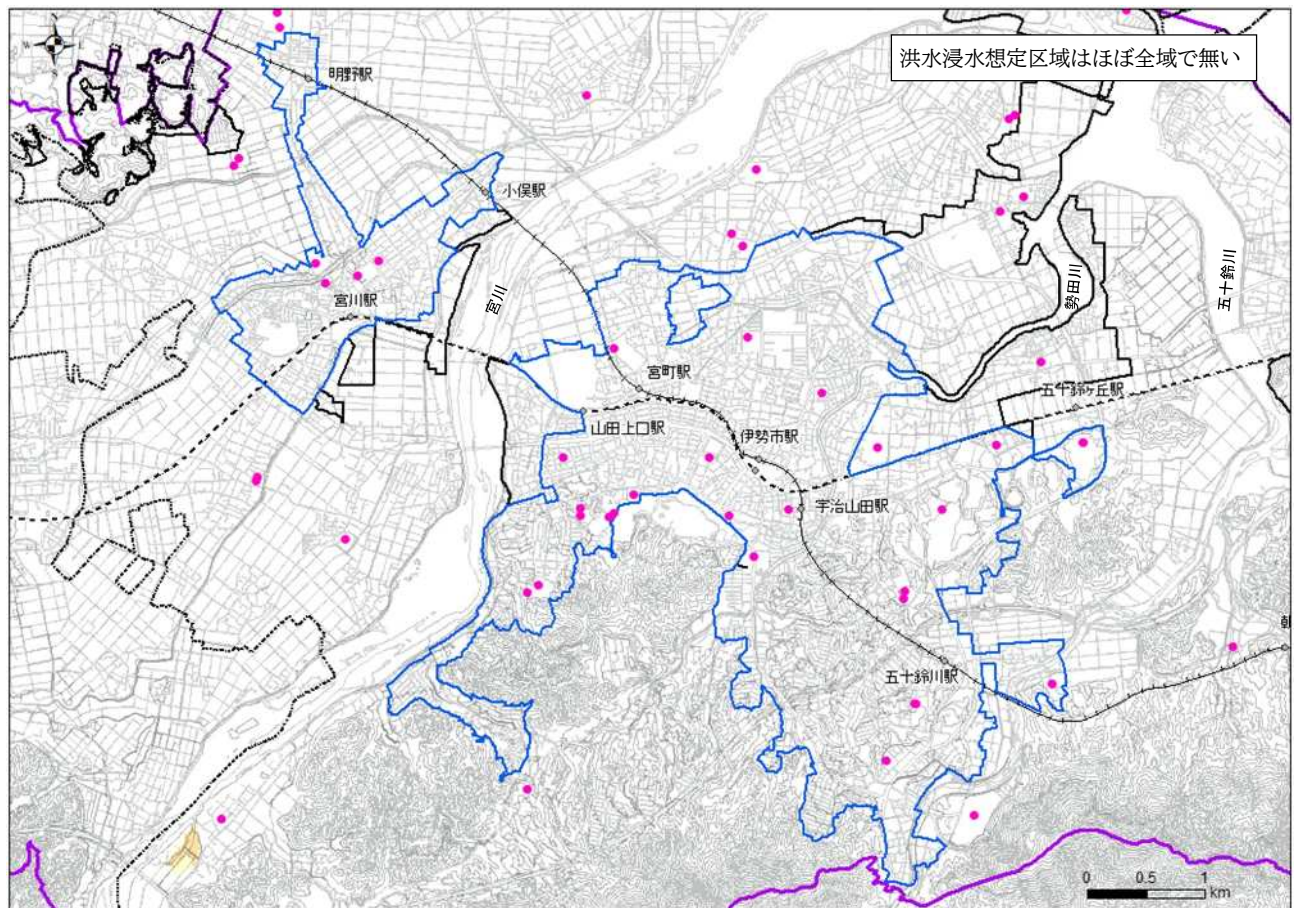 洪水浸水想定区域はほぼ全域で無い
明野駅
小俣駅
宮川駅
宮川
勢田川
五十鈴川
宮町駅
五十鈴ヶ丘駅
山田上口駅
伊勢市駅
宇治山田駅
朝
五十鈴川駅
0 0.5 1
km